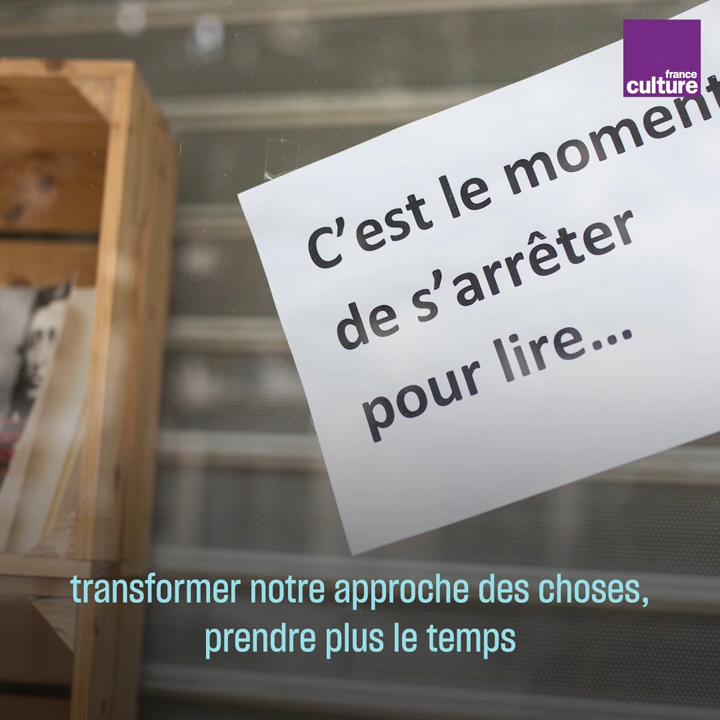 france
culture
C'est le moment
de s'arrêter
pour lire...
transformer notre approche des choses,
prendre plus le temps